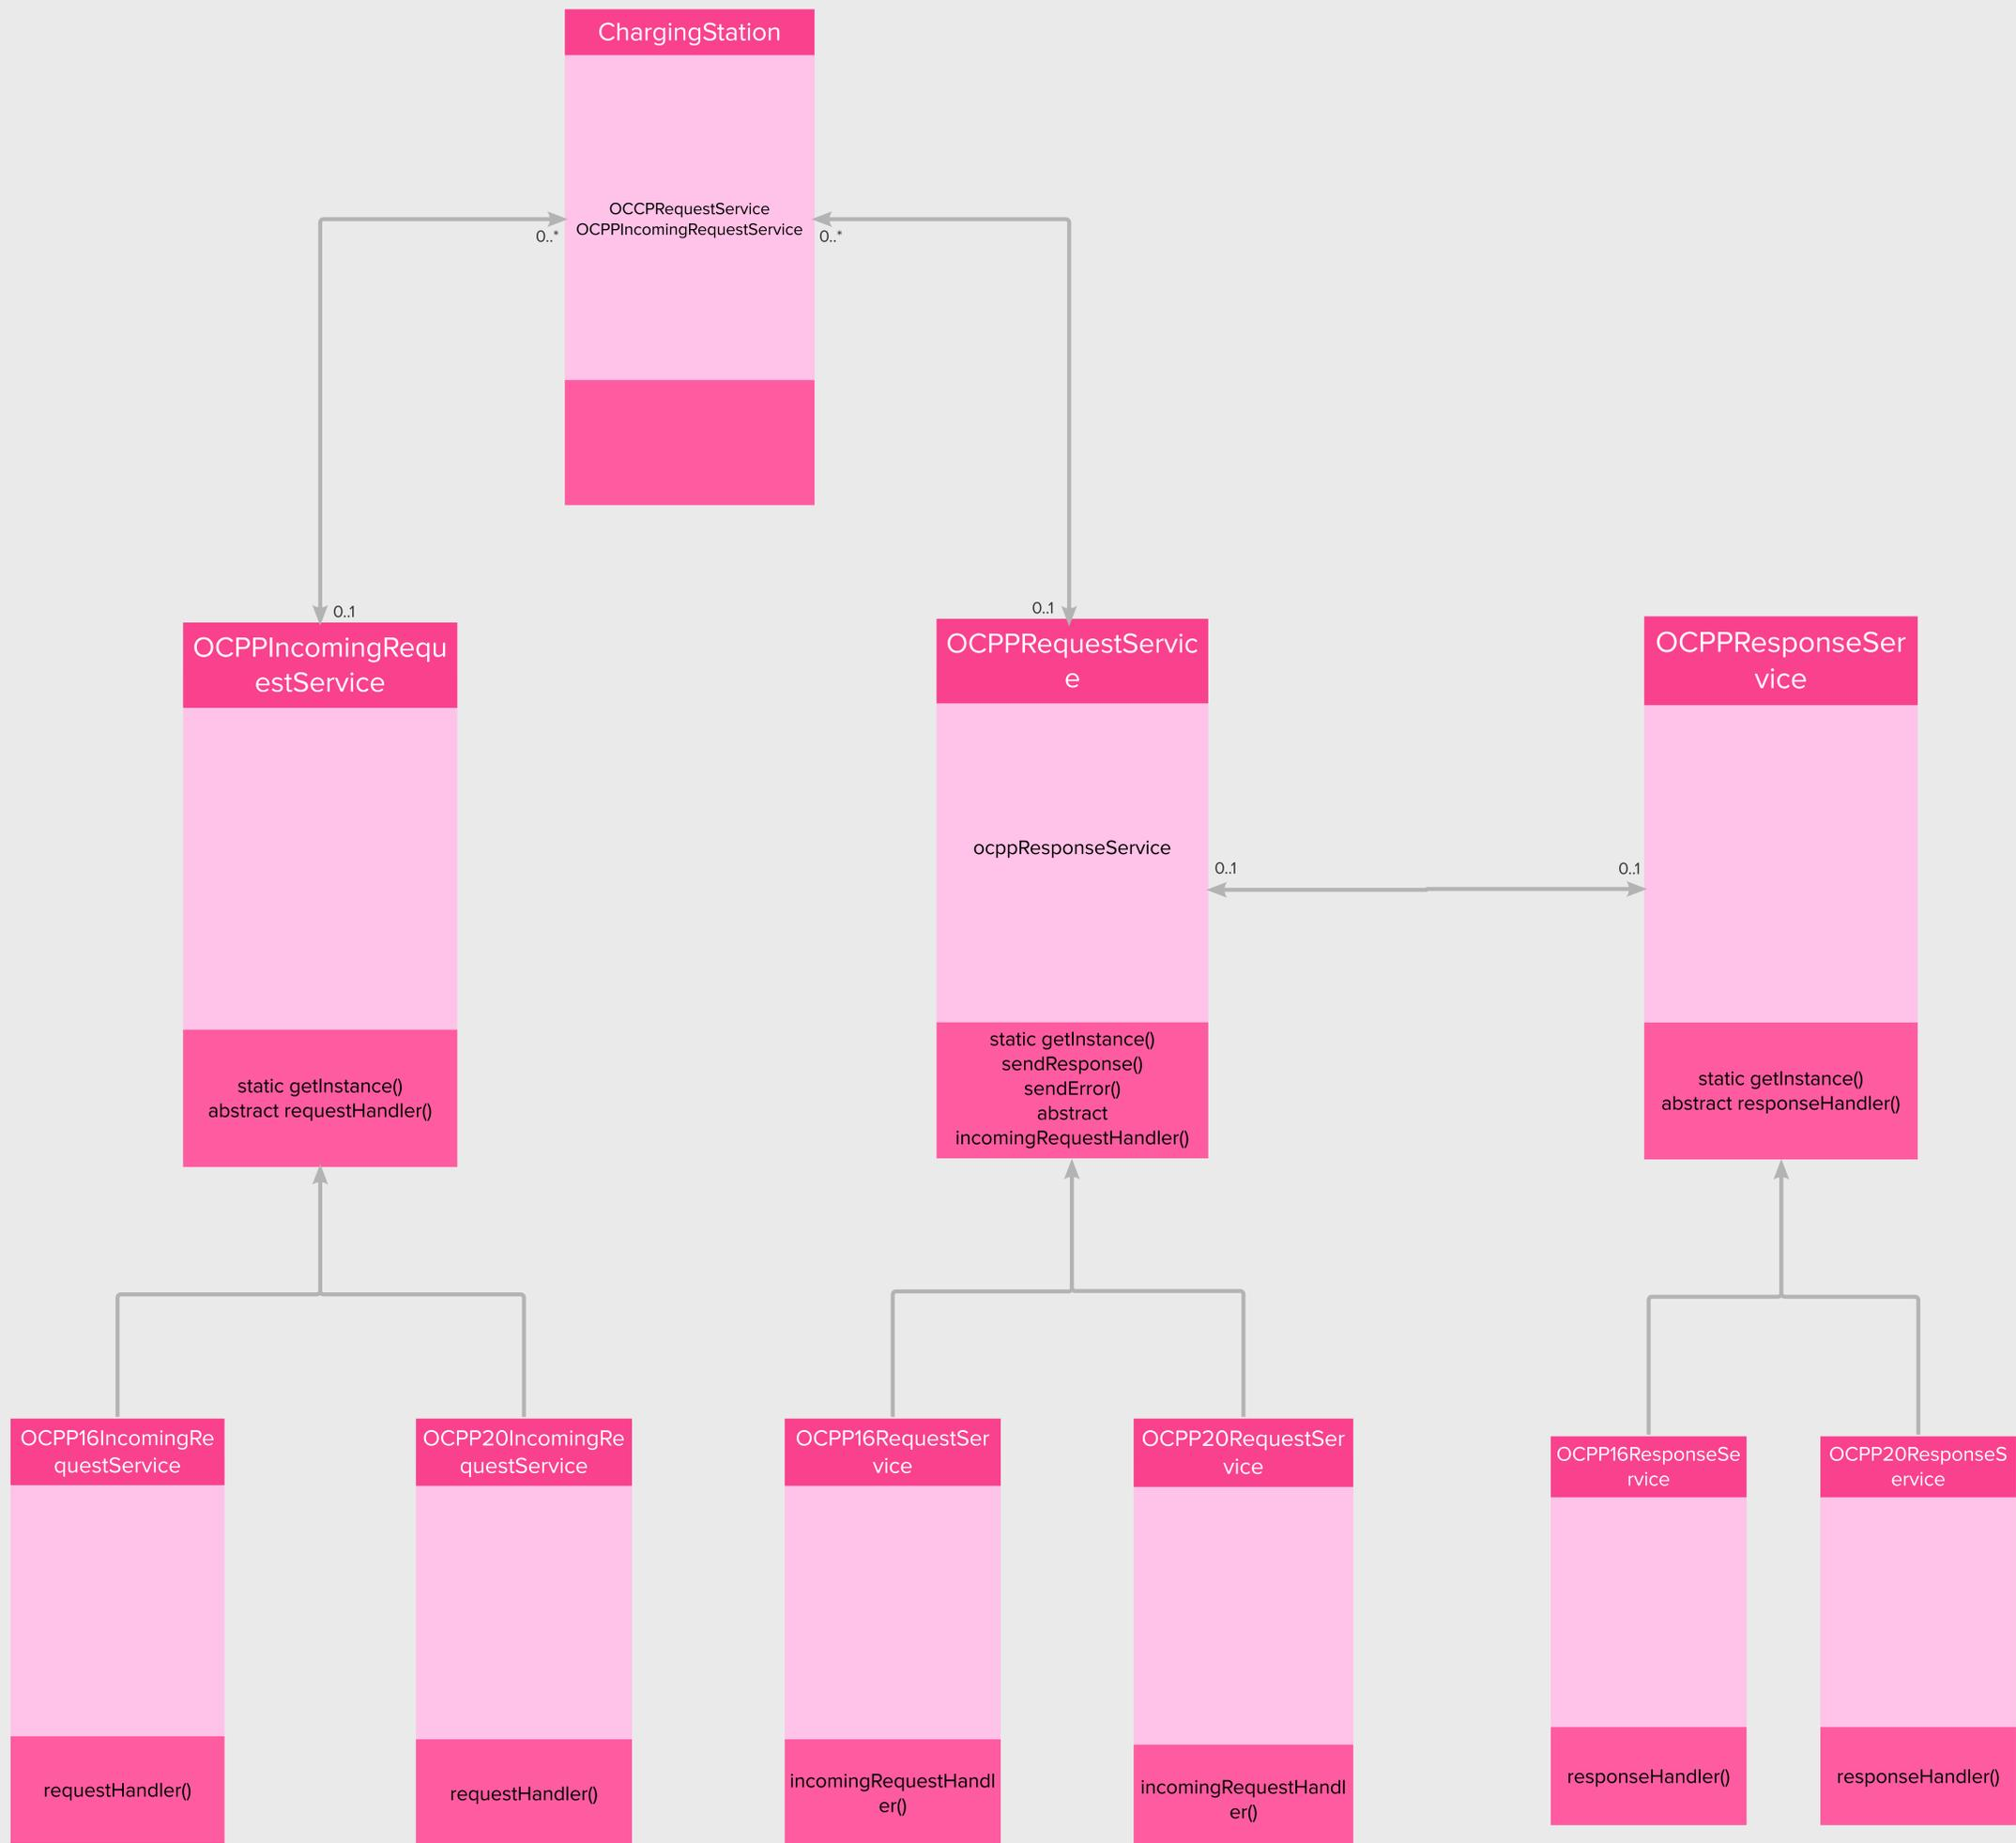 ChargingStation
OCCPRequestService
OCPPIncomingRequestService
0..*
0..*
0..1
0..1
OCPPIncomingRequ
estService
static getInstance()
abstract requestHandler()
OCPPRequestServic
e
ocppResponseService
0..1
0..1
static getInstance()
sendResponse()
sendError()
abstract
incomingRequestHandler()
OCPPResponseSer
vice
static getInstance()
abstract responseHandler()
OCPP16IncomingRe
questService
requestHandler()
OCPP20IncomingRe
questService
requestHandler()
OCPP16RequestSer
vice
incomingRequestHandl
er()
OCPP20RequestSer
vice
incomingRequestHandl
er()
OCPP16ResponseSe
rvice
responseHandler()
OCPP20ResponseS
ervice
responseHandler()